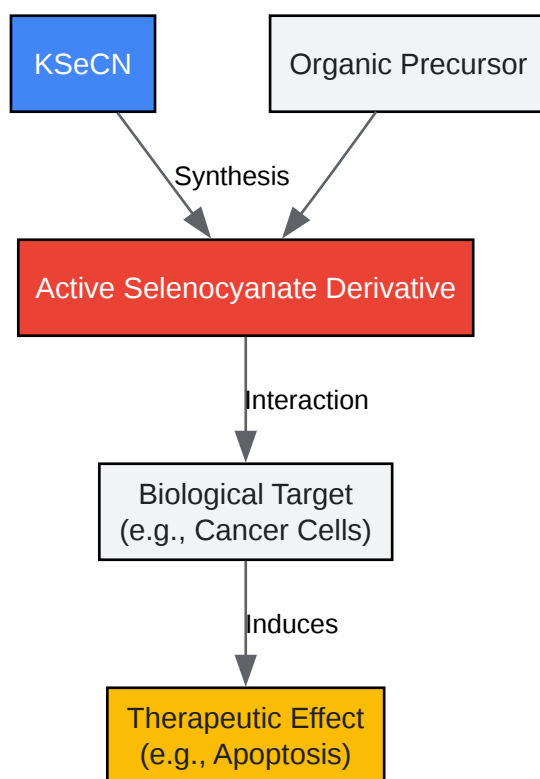 KSeCN
Organic Precursor
Synthesis
Active Selenocyanate Derivative
Interaction
Biological Target
(e.g., Cancer Cells)
Induces
Therapeutic Effect
(e.g., Apoptosis)